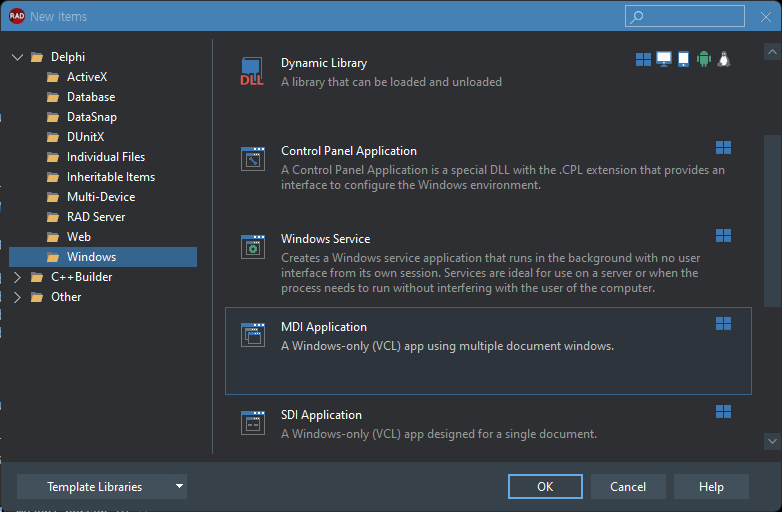 RAD New Items
Delphi
ActiveX
Database
DataSnap
DUnitX
Individual Files
Inheritable Items
Multi-Device
RAD Server
Web
Windows
C++Builder
Other
DLL
Dynamic Library
A library that can be loaded and unloaded
Control Panel Application
A Control Panel Application is a special DLL with the .CPL extension that provides an
interface to configure the Windows environment.
Windows Service
Creates a Windows service application that runs in the background with no user
interface from its own session. Services are ideal for use on a server or when the
process needs to run without interfering with the user of the computer.
MDI Application
A Windows-only (VCL) app using multiple document windows.
SDI Application
A Windows-only (VCL) app designed for a single document.
Template Libraries
OK
Cancel
Help